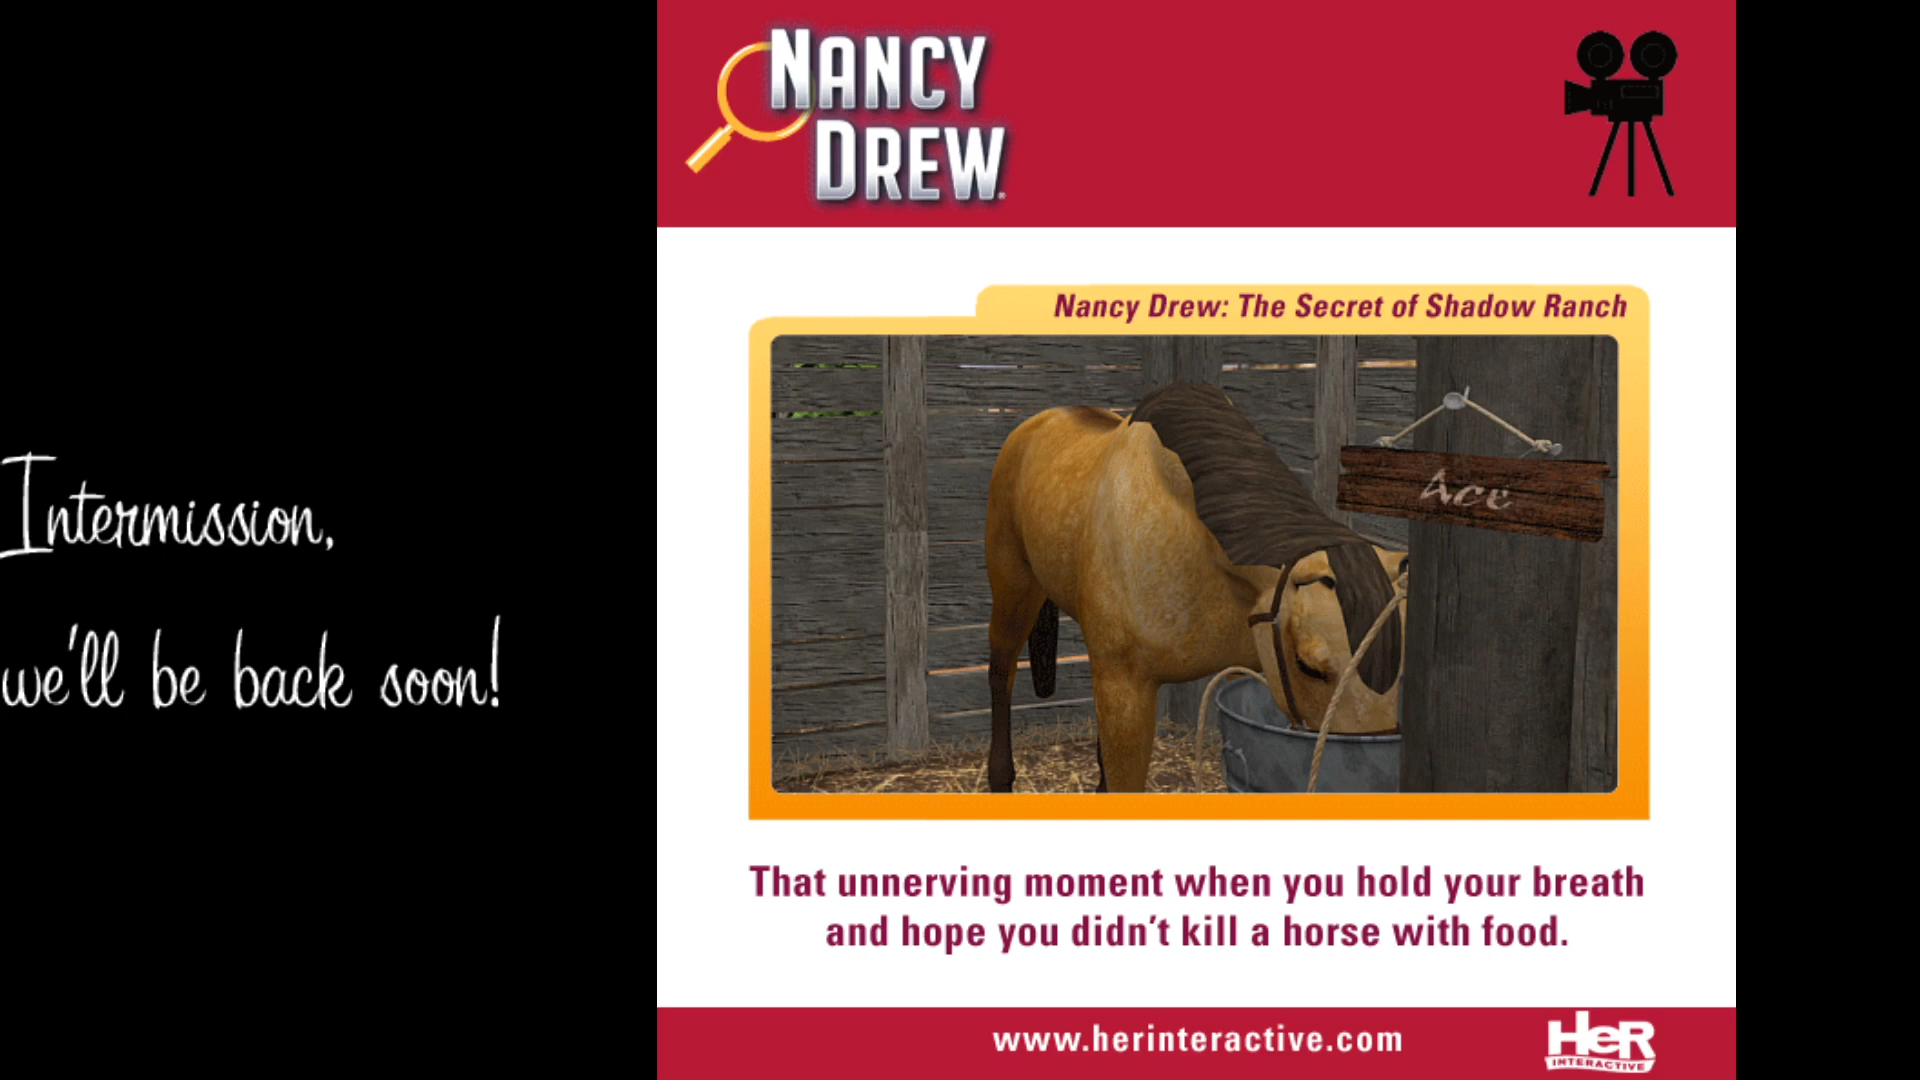 Intermission,
we'll be back soon!
NANCY
DREW®
Nancy Drew: The Secret of Shadow Ranch
Ace
That unnerving moment when you hold your breath
and hope you didn't kill a horse with food.
www.herinteractive.com
HeR
INTERACTIVE